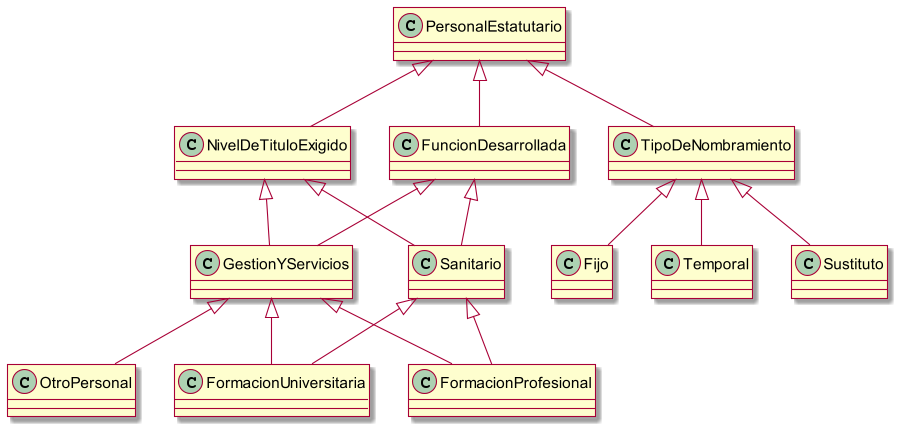 C PersonalEstatutario
C NivelDeTituloExigido
C FuncionDesarrollada
C TipoDeNombramiento
C GestionYServicios
C Sanitario
C Fijo
C Temporal
C Sustituto
C OtroPersonal
C FormacionUniversitaria
C FormacionProfesional